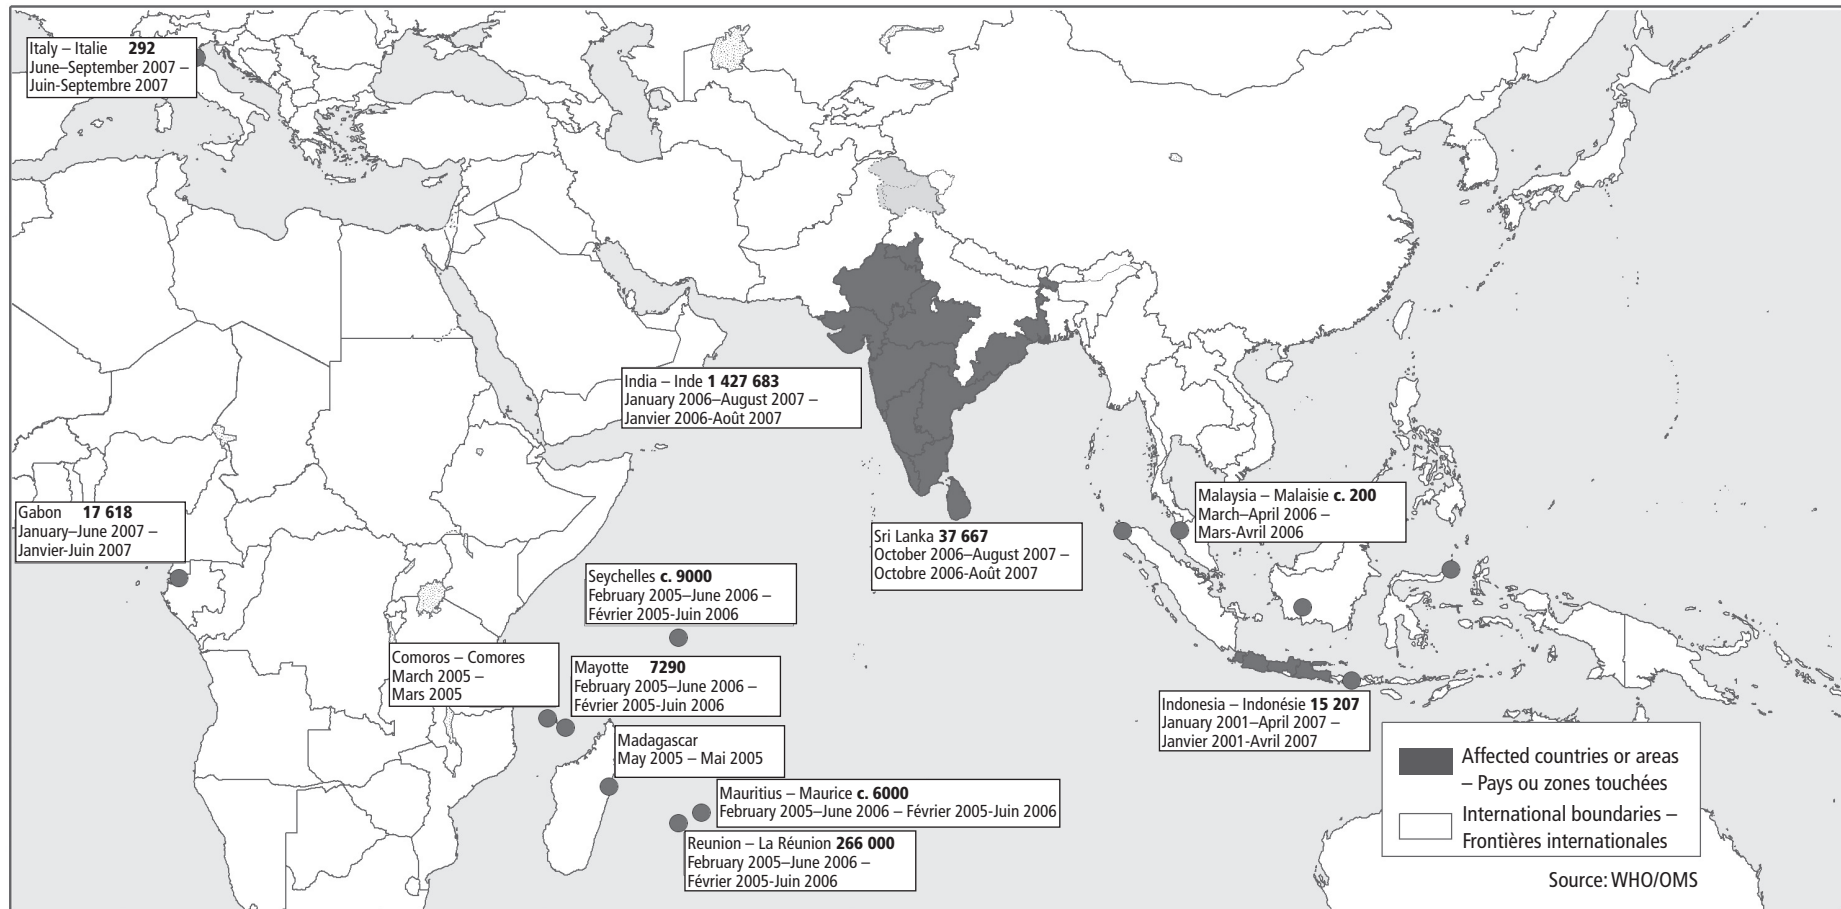 Italy – Italie 292
June–September 2007 –
Juin-Septembre 2007
India – Inde 1 427 683
January 2006–August 2007 –
Janvier 2006-Août 2007
Gabon 17 618
January–June 2007 –
Janvier-Juin 2007
Malaysia – Malaisie c. 200
March–April 2006 –
Mars-Avril 2006
Sri Lanka 37 667
October 2006–August 2007 –
Octobre 2006-Août 2007
Seychelles c. 9000
February 2005–June 2006 –
Février 2005-Juin 2006
Comoros – Comores
March 2005 –
Mars 2005
Mayotte 7290
February 2005–June 2006 –
Février 2005-Juin 2006
Indonesia – Indonésie 15 207
January 2001–April 2007 –
Janvier 2001-Avril 2007
Madagascar
May 2005 – Mai 2005
Mauritius – Maurice c. 6000
February 2005–June 2006 – Février 2005-Juin 2006
Reunion – La Réunion 266 000
February 2005–June 2006 –
Février 2005-Juin 2006
Affected countries or areas
– Pays ou zones touchées
International boundaries –
Frontières internationales
Source: WHO/OMS